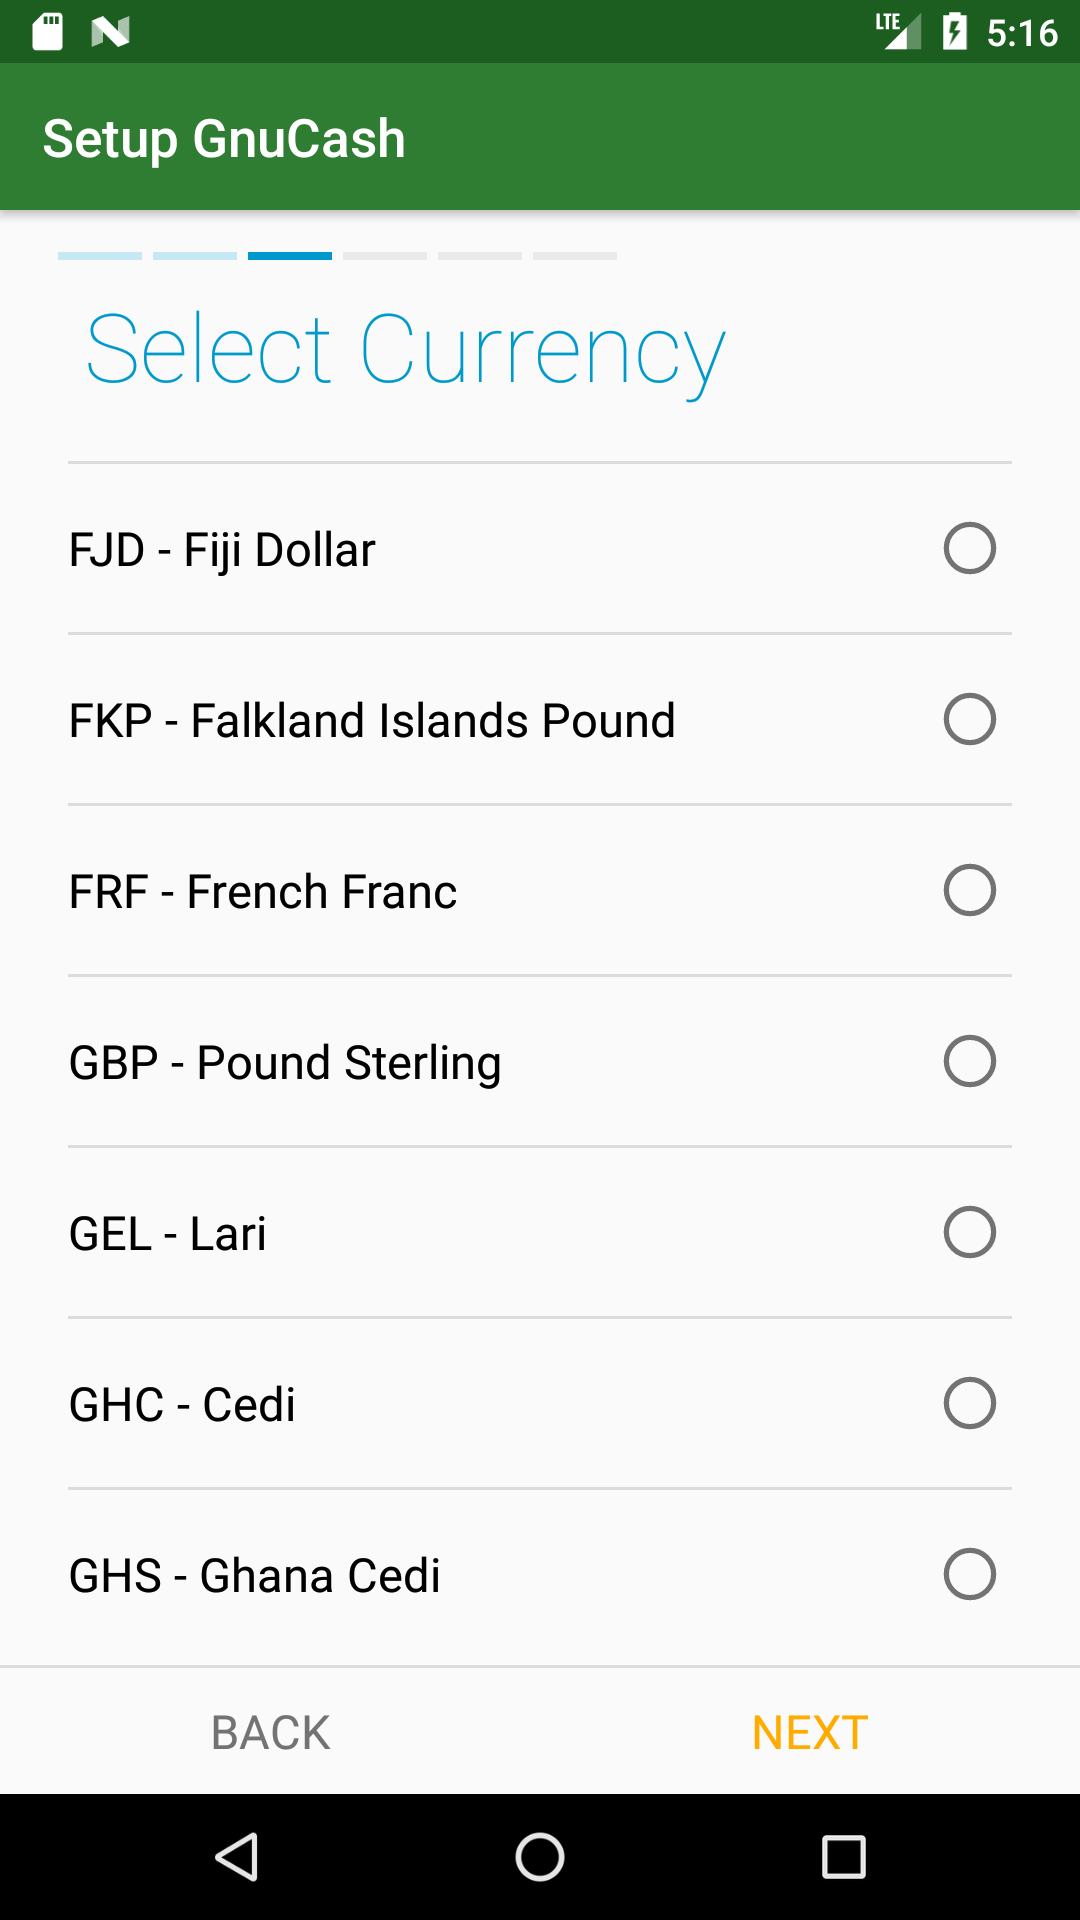 LTE 5:16
Setup GnuCash
Select Currency
FJD - Fiji Dollar
FKP - Falkland Islands Pound
FRF - French Franc
GBP - Pound Sterling
GEL - Lari
GHC - Cedi
GHS - Ghana Cedi
BACK NEXT